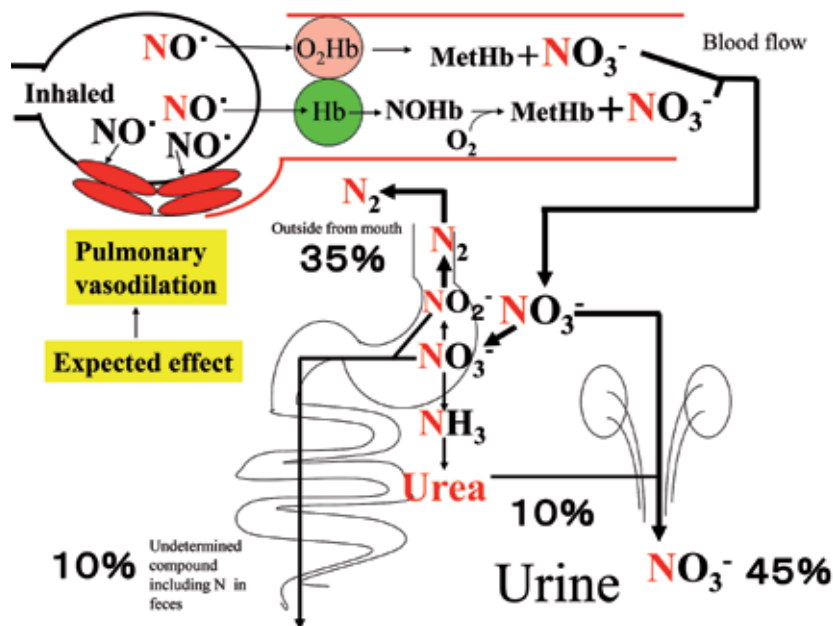 NO·
O₂Hb
MetHb+NO₃⁻
Blood flow
Inhaled
NO·
Hb
NOHb
O₂
MetHb+NO₃⁻
NO·
NO·
N₂
Outside from mouth
35%
N₂
Pulmonary
vasodilation
NO₂⁻
NO₃⁻
Expected effect
NO₃⁻
NH₃
Urea
10%
10%
Undetermined
compound
including N in
feces
Urine
NO₃⁻ 45%